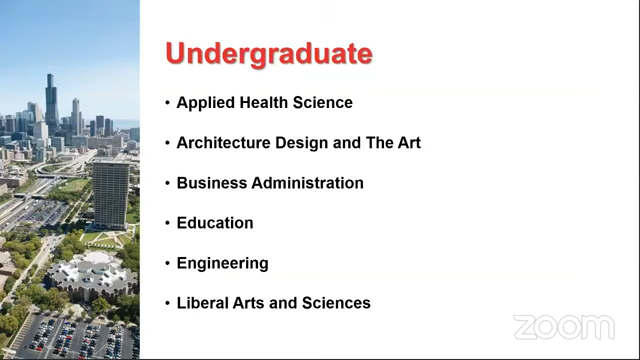 Undergraduate
• Applied Health Science
• Architecture Design and The Art
• Business Administration
• Education
• Engineering
• Liberal Arts and Sciences
zoom